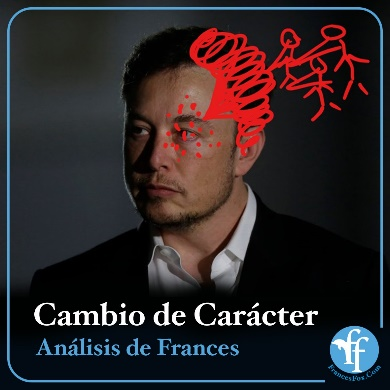 Cambio de Carácter
Análisis de Frances
ff
FrancesFox.Com